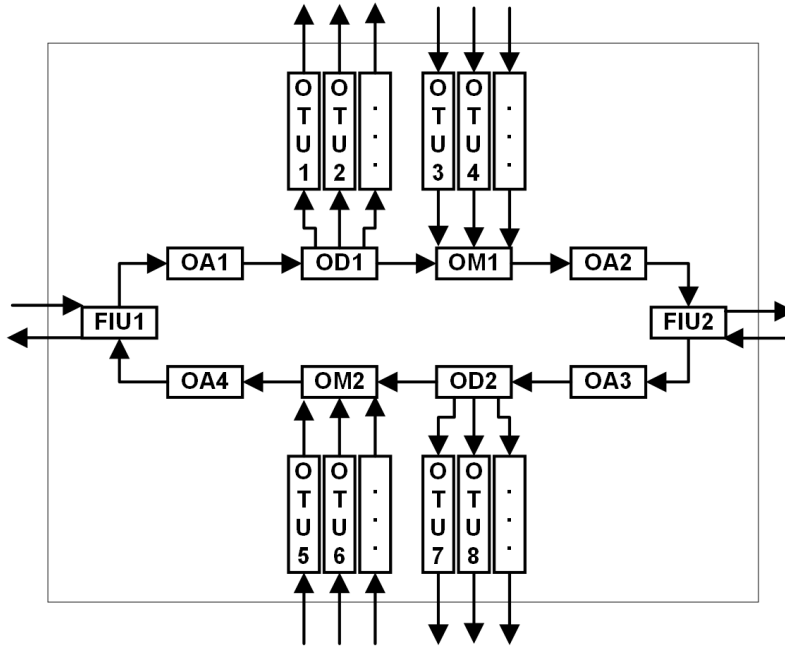 OTU1 OTU2 . . . OTU3 OTU4 . . .
OA1 OD1 OM1 OA2
FIU1 FIU2
OA4 OM2 OD2 OA3
OTU5 OTU6 . . . OTU7 OTU8 . . .